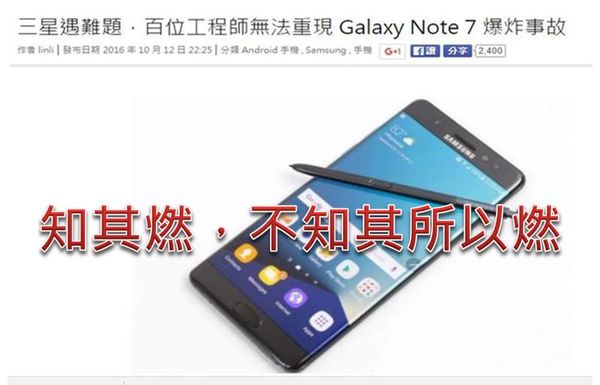 三星遇難題，百位工程師無法重現 Galaxy Note 7 爆炸事故
作者 linli | 發布日期 2016 年 10 月 12 日 22:25 | 分類 Android 手機 , Samsung , 手機 G+1 讚 分享 2,400
SAMSUNG
知其燃，不知其所以燃